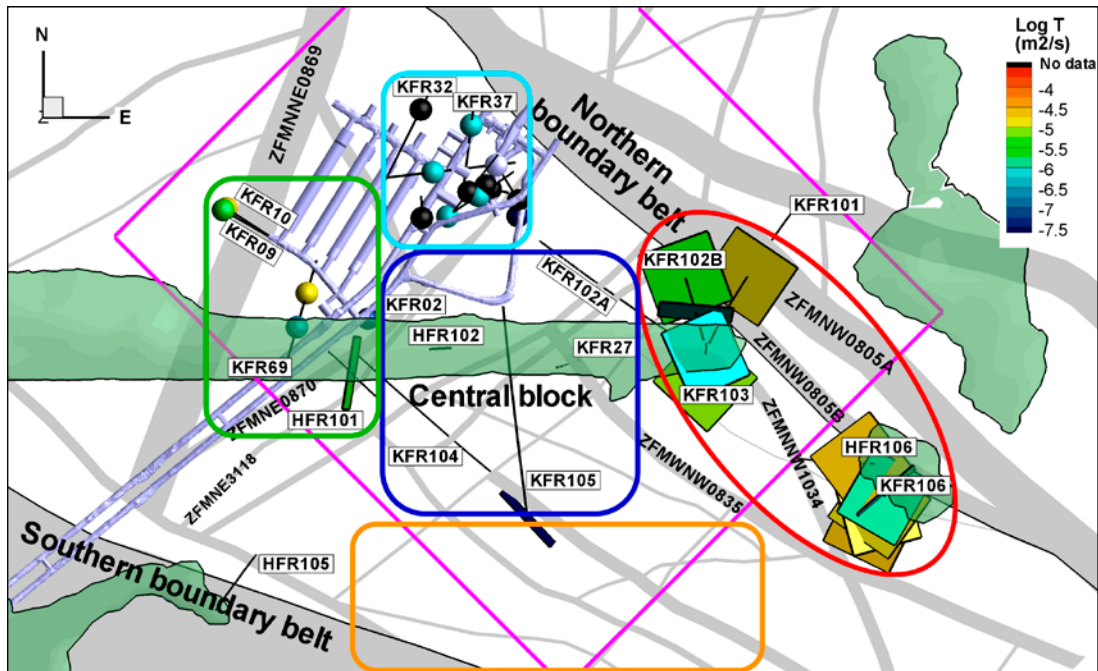 N
Z
E
Log T
(m2/s)
No data
-4
-4.5
-5
-5.5
-6
-6.5
-7
-7.5
KFR32
KFR37
ZFMNNE0869
Northern
boundary belt
KFR10
KFR09
KFR101
KFR102B
KFR102A
KFR02
HFR102
KFR27
ZFMNW0805A
ZFMNW0805B
KFR69
ZFMNE0870
Central block
KFR103
HFR101
ZFMNNW1034
KFR104
ZFMWNW0835
HFR106
KFR106
KFR105
ZFMNE3118
Southern boundary belt
HFR105